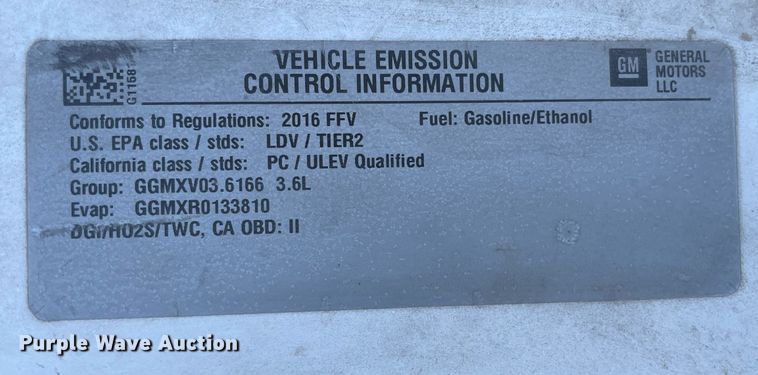 VEHICLE EMISSION
CONTROL INFORMATION
GM
GENERAL
MOTORS
LLC
Conforms to Regulations: 2016 FFV Fuel: Gasoline/Ethanol
U.S. EPA class / stds: LDV / TIER2
California class / stds: PC / ULEV Qualified
Group: GGMXV03.6166 3.6L
Evap: GGMXR0133810
DGI/HO2S/TWC, CA OBD: II
Purple Wave Auction